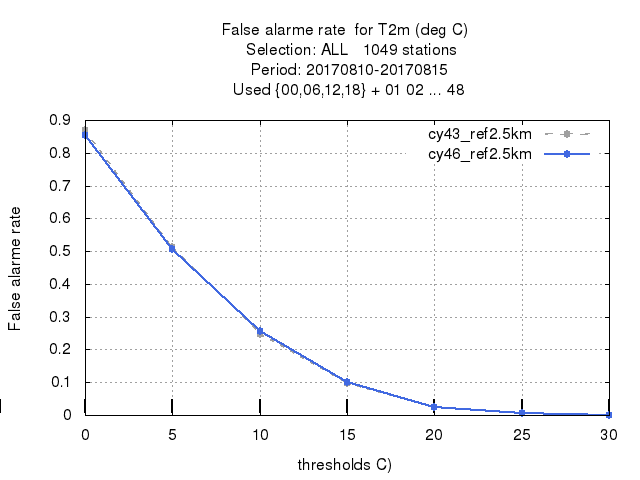 False alarme rate  for T2m (deg C)
Selection: ALL   1049 stations
Period: 20170810-20170815
Used {00,06,12,18} + 01 02 ... 48
cy43_ref2.5km
cy46_ref2.5km
False alarme rate
0.9
0.8
0.7
0.6
0.5
0.4
0.3
0.2
0.1
0
0 5 10 15 20 25 30
thresholds C)